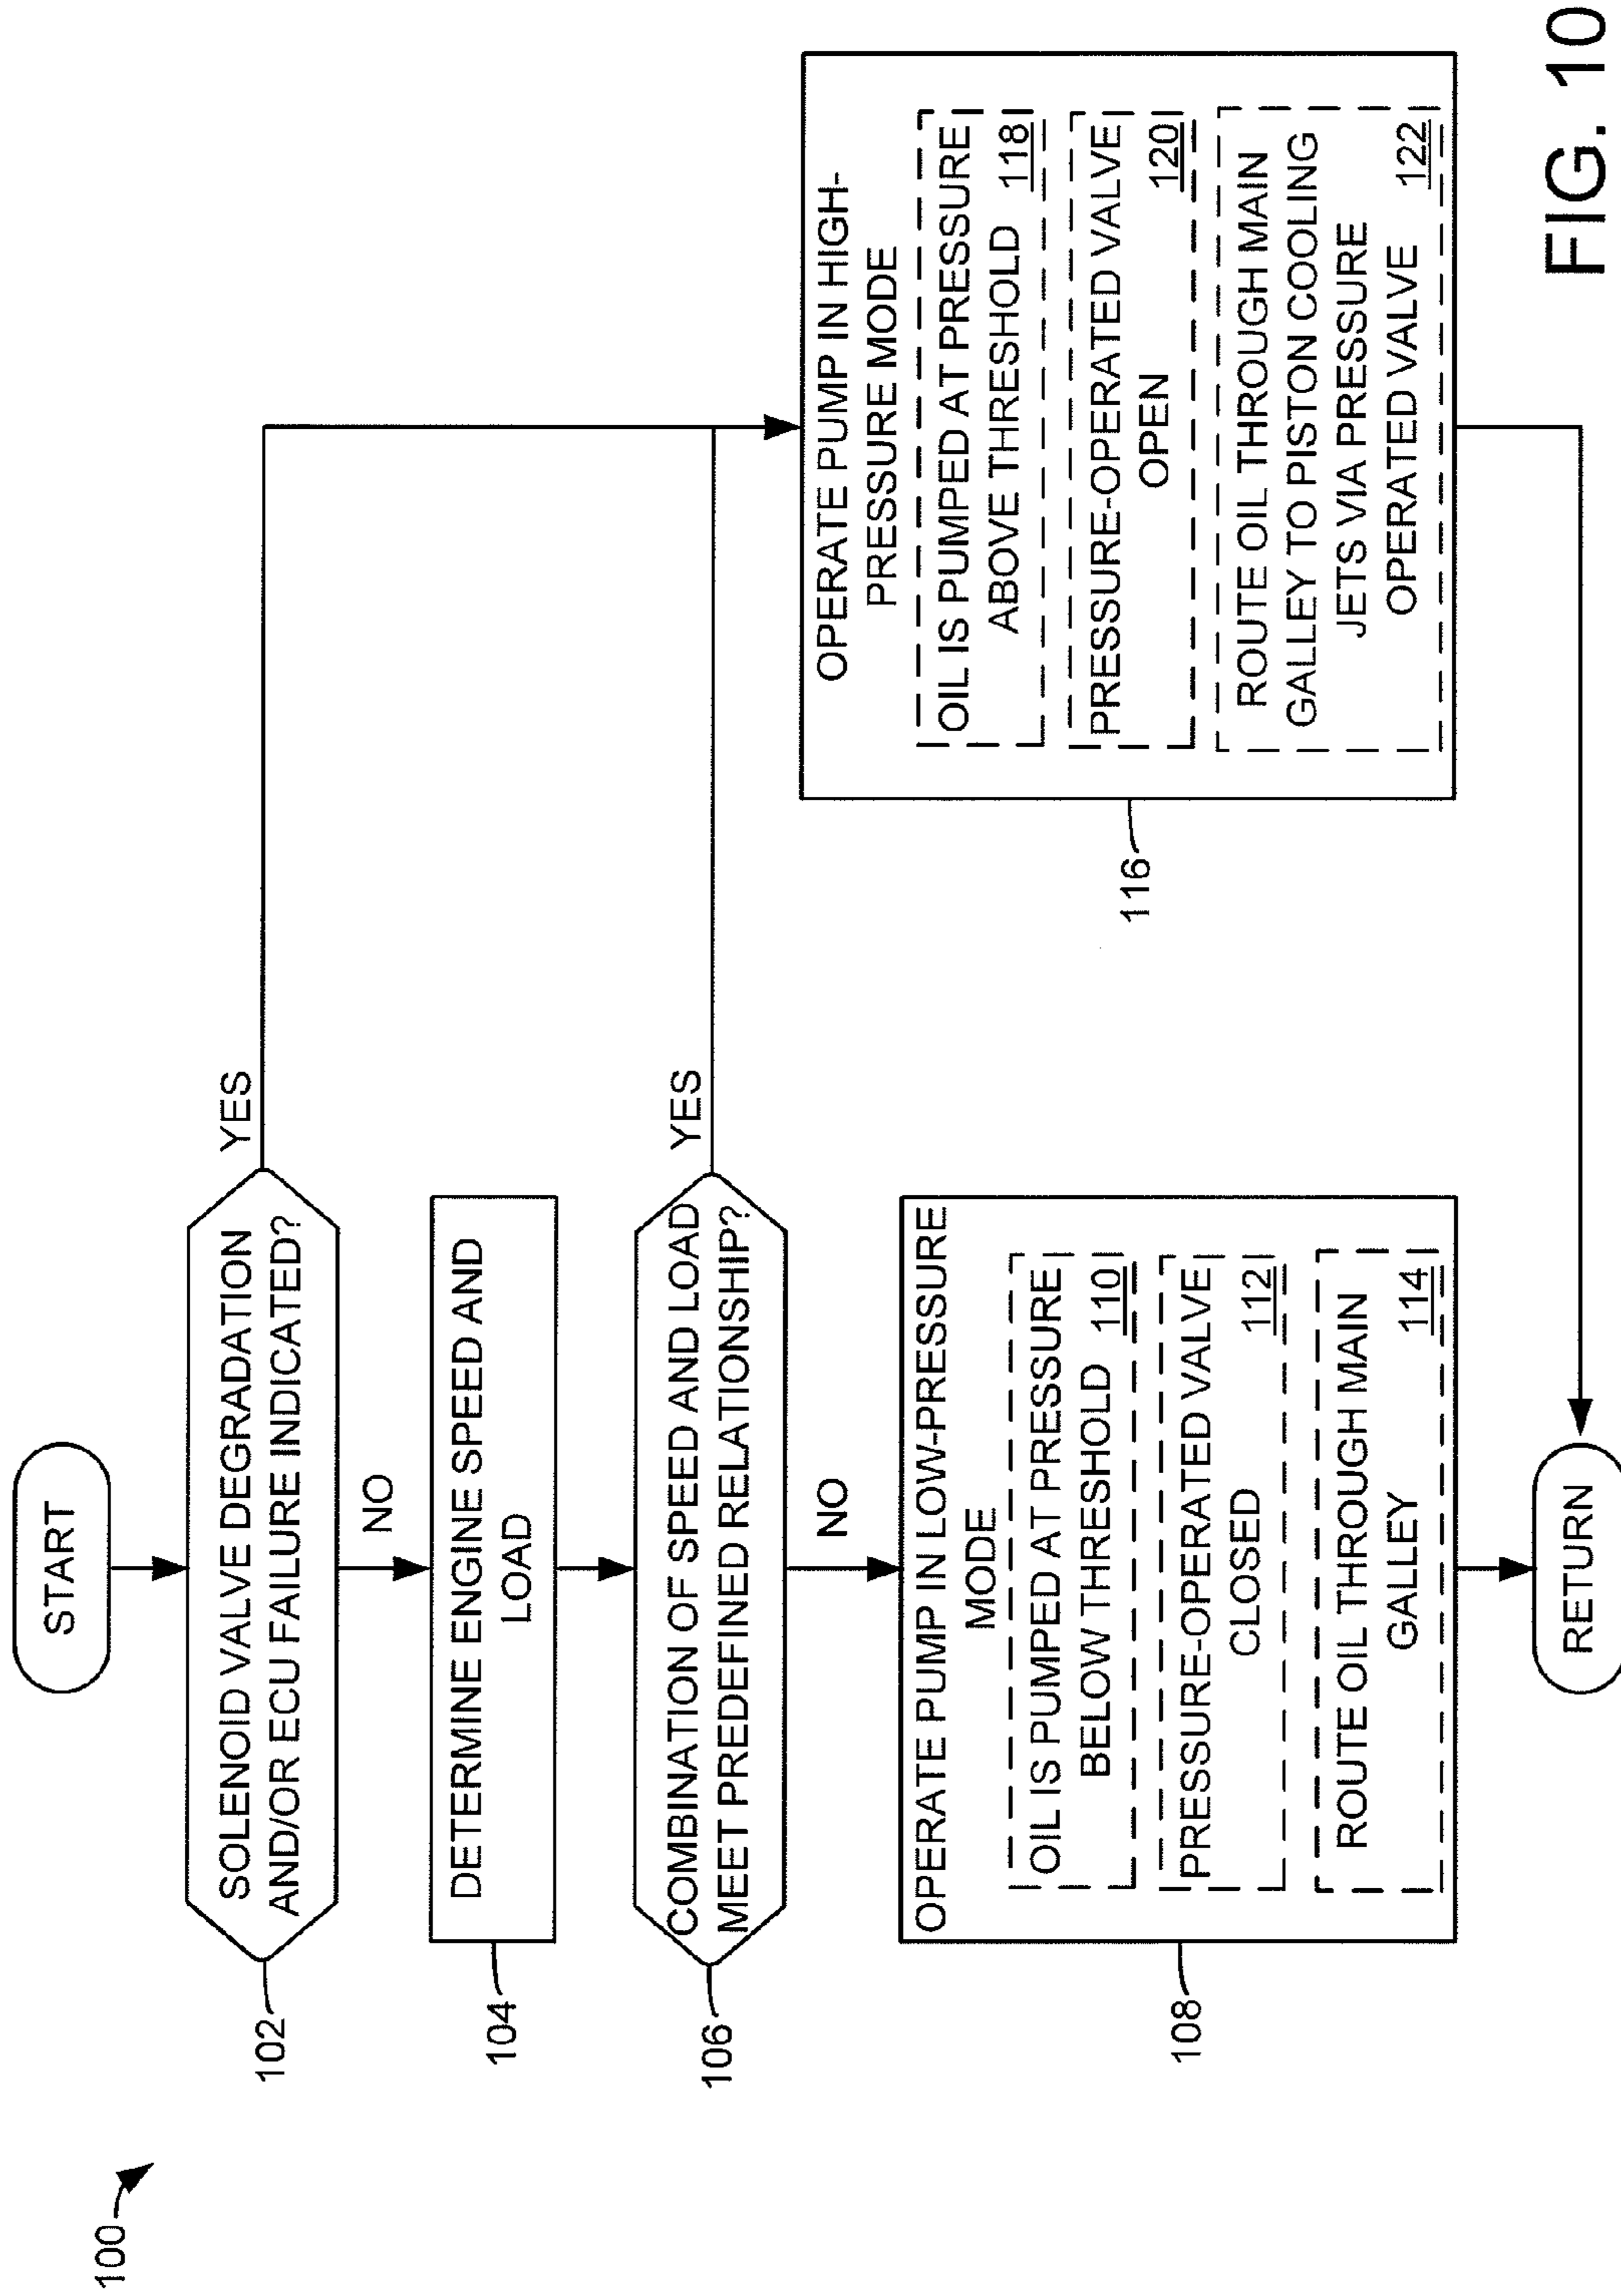 100
START
102
SOLENOID VALVE DEGRADATION
AND/OR ECU FAILURE INDICATED?
YES
NO
104
DETERMINE ENGINE SPEED AND
LOAD
106
COMBINATION OF SPEED AND LOAD
MEET PREDEFINED RELATIONSHIP?
YES
NO
108
OPERATE PUMP IN LOW-PRESSURE
MODE
OIL IS PUMPED AT PRESSURE
BELOW THRESHOLD 110
PRESSURE-OPERATED VALVE
CLOSED 112
ROUTE OIL THROUGH MAIN
GALLEY 114
116
OPERATE PUMP IN HIGH-
PRESSURE MODE
OIL IS PUMPED AT PRESSURE
ABOVE THRESHOLD 118
PRESSURE-OPERATED VALVE
OPEN 120
ROUTE OIL THROUGH MAIN
GALLEY TO PISTON COOLING
JETS VIA PRESSURE
OPERATED VALVE 122
RETURN
FIG. 10